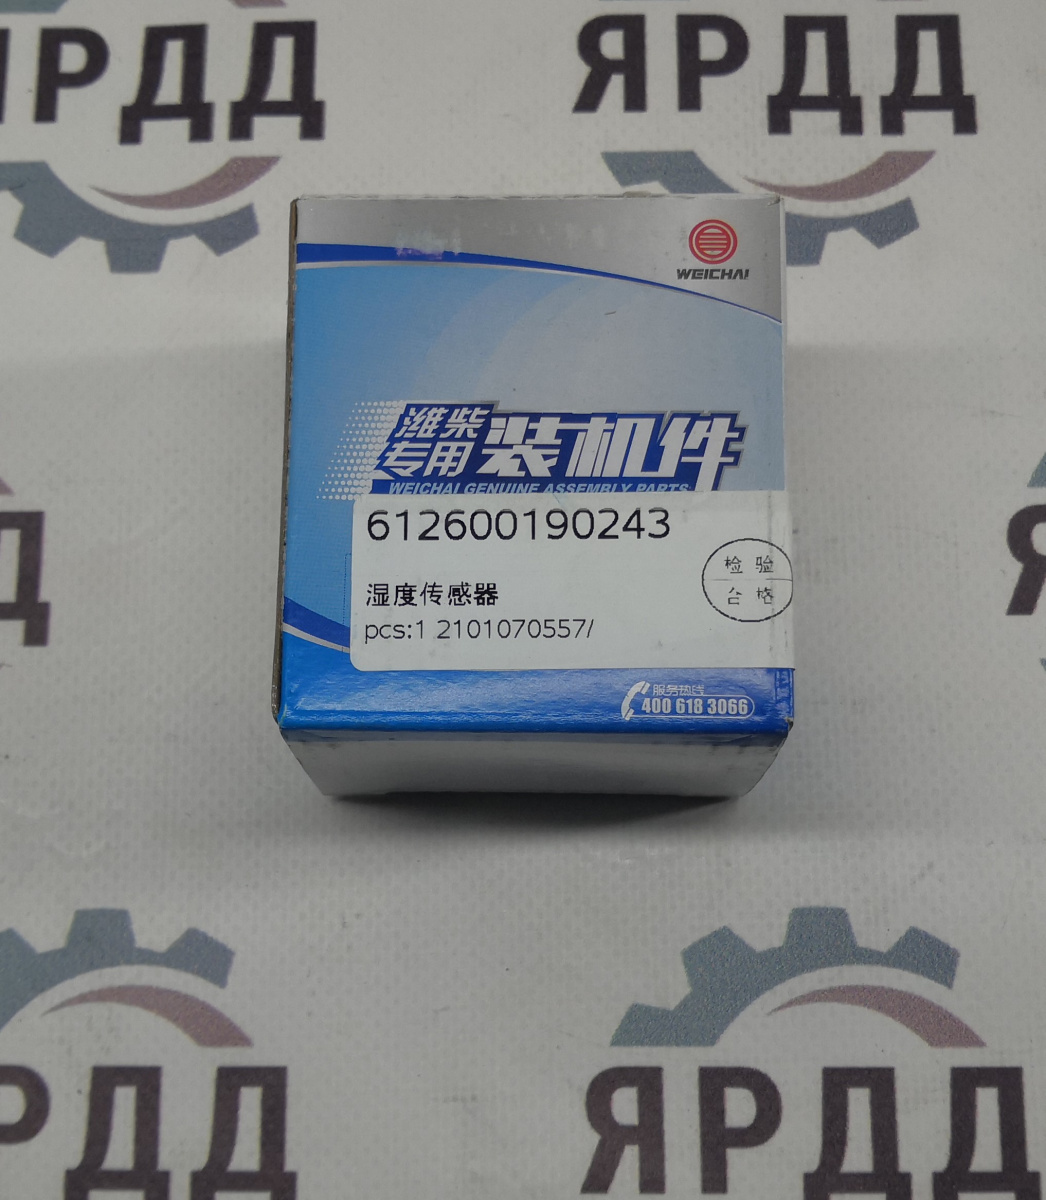 ЯРДД
ЯРДД
WEICHAI
潍柴
专用
装机件
WEICHAI GENUINE ASSEMBLY PARTS
612600190243
检验
合格
湿度传感器
pcs:1 2101070557/
服务热线
400 618 3066
ЯРДД
ЯРДД